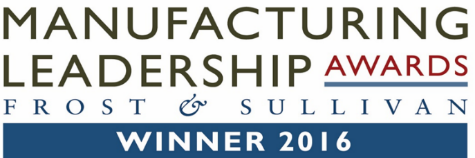 MANUFACTURING
LEADERSHIP AWARDS
FROST & SULLIVAN
WINNER 2016